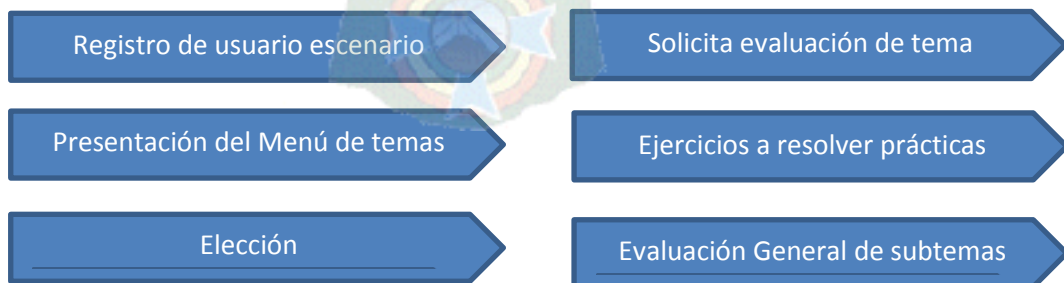 Registro de usuario escenario
Solicita evaluación de tema
Presentación del Menú de temas
Ejercicios a resolver prácticas
Elección
Evaluación General de subtemas